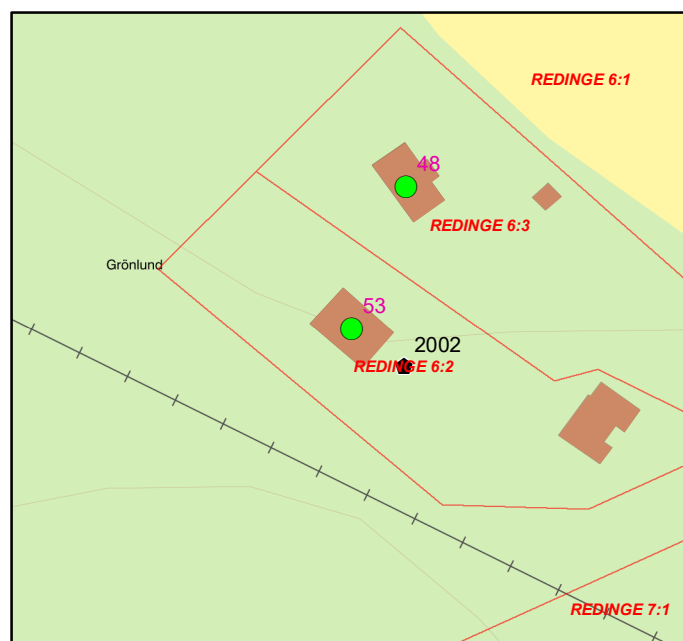 REDINGE 6:1
48
REDINGE 6:3
Grönlund
53
2002
REDINGE 6:2
REDINGE 7:1